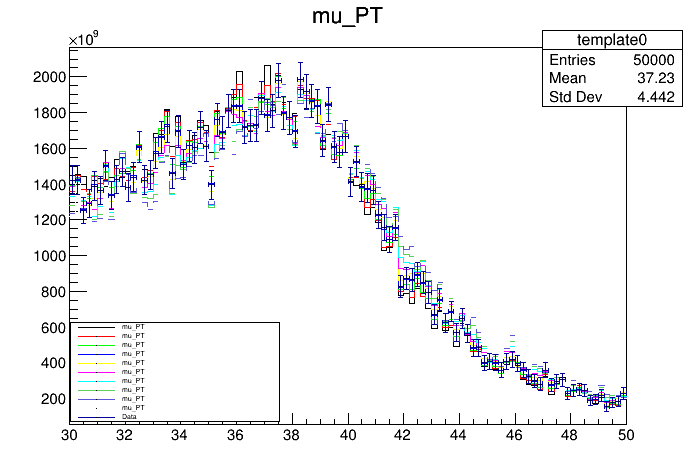 mu_PT
×10⁹
template0
Entries 50000
Mean 37.23
Std Dev 4.442
2000
1800
1600
1400
1200
1000
800
600
400
200
mu_PT
mu_PT
mu_PT
mu_PT
mu_PT
mu_PT
mu_PT
mu_PT
mu_PT
mu_PT
Data
30 32 34 36 38 40 42 44 46 48 50